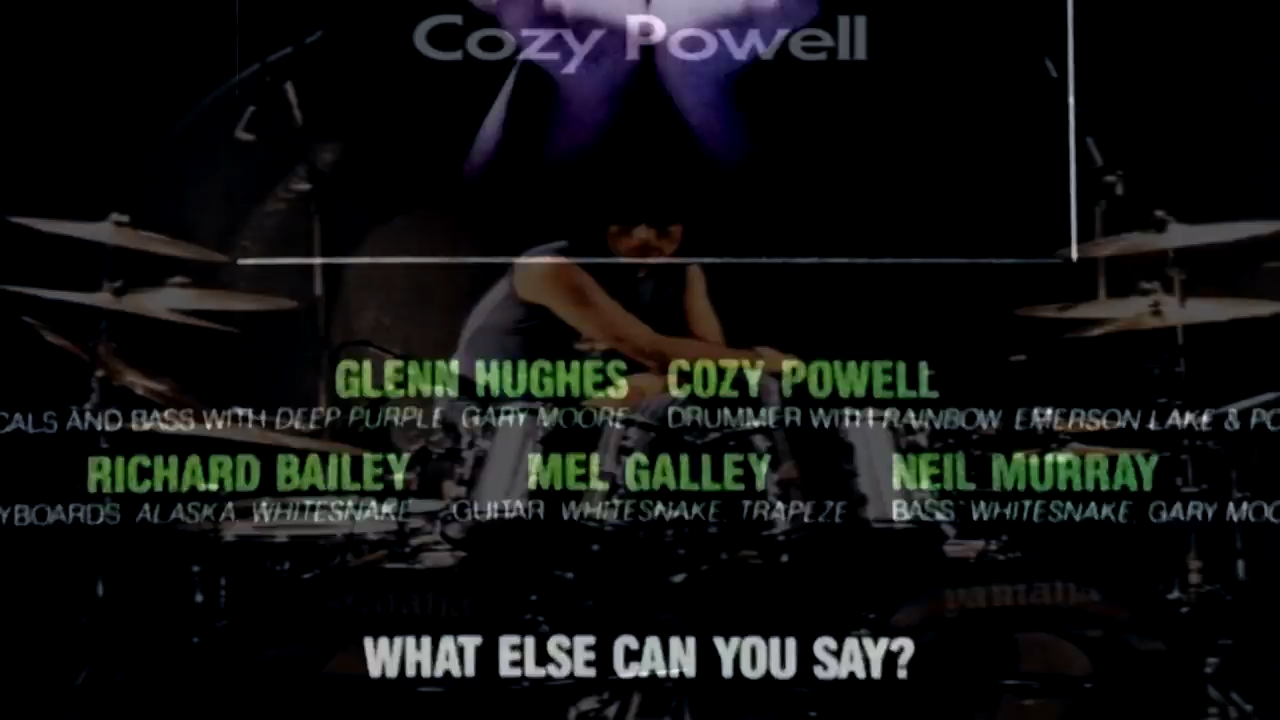 Cozy Powell
GLENN HUGHES COZY POWELL
CALS AND BASS WITH DEEP PURPLE GARY MOORE DRUMMER WITH RAINBOW EMERSON LAKE & PO
RICHARD BAILEY MEL GALLEY NEIL MURRAY
YBOARDS ALASKA WHITESNAKE GUITAR WHITESNAKE TRAPEZE BASS WHITESNAKE GARY MOO
yamaha
WHAT ELSE CAN YOU SAY?